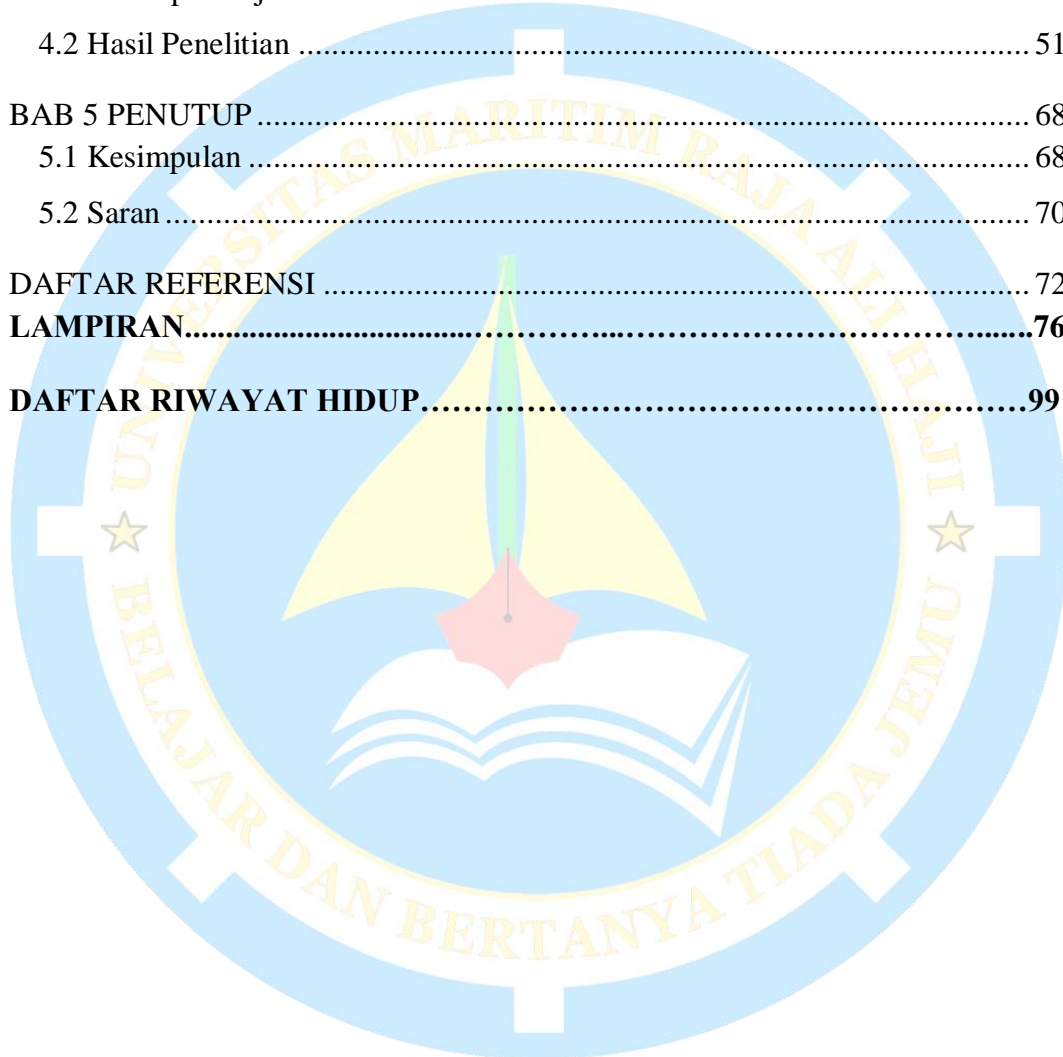 4.2 Hasil Penelitian ........................................................................................... 51
BAB 5 PENUTUP ................................................................................................ 68
5.1 Kesimpulan ................................................................................................. 68
5.2 Saran ........................................................................................................... 70
DAFTAR REFERENSI ........................................................................................ 72
LAMPIRAN...................................…………...……………………………….......76
DAFTAR RIWAYAT HIDUP……………………………………………………99
UNIVERSITAS MARITIM RAJA ALI HAJI
BELAJAR DAN BERTANYA TIADA JEMU